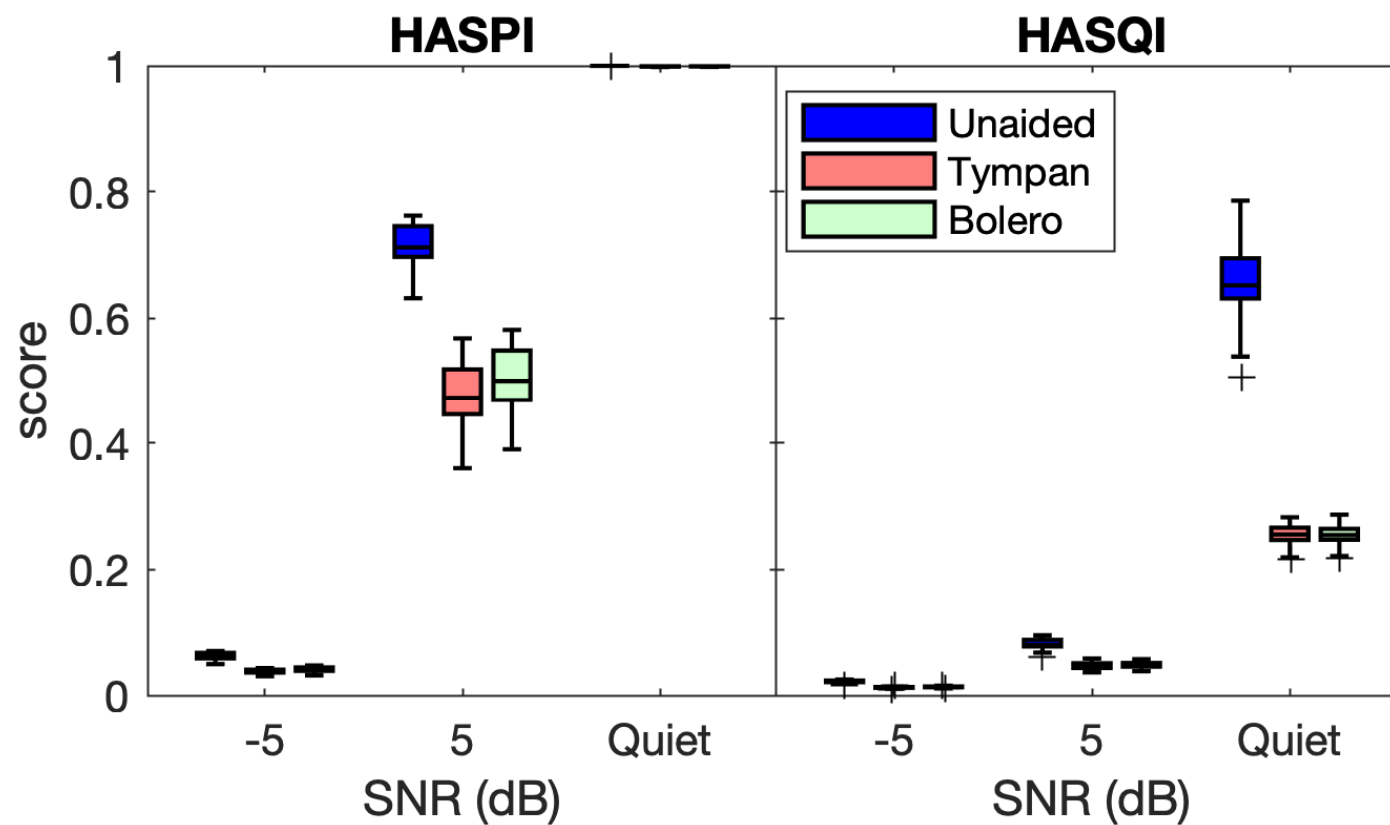 HASPI
HASQI
1
0.8
0.6
0.4
0.2
0
score
Unaided
Tympan
Bolero
-5 5 Quiet
-5 5 Quiet
SNR (dB)
SNR (dB)